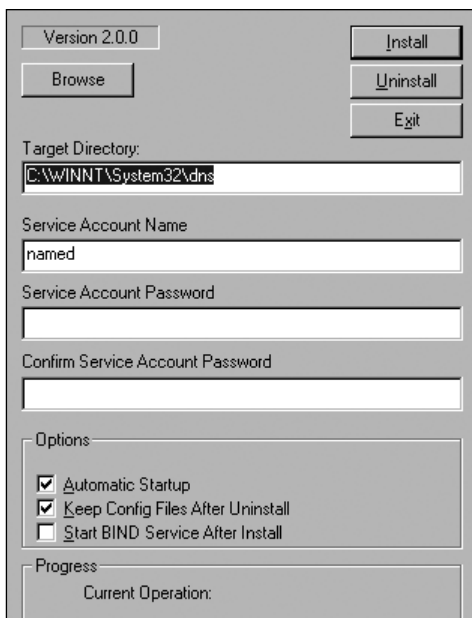 Version 2.0.0
Install
Browse
Uninstall
Exit
Target Directory:
C:\WINNT\System32\dns
Service Account Name
named
Service Account Password
Confirm Service Account Password
Options
Automatic Startup
Keep Config Files After Uninstall
Start BIND Service After Install
Progress
Current Operation: